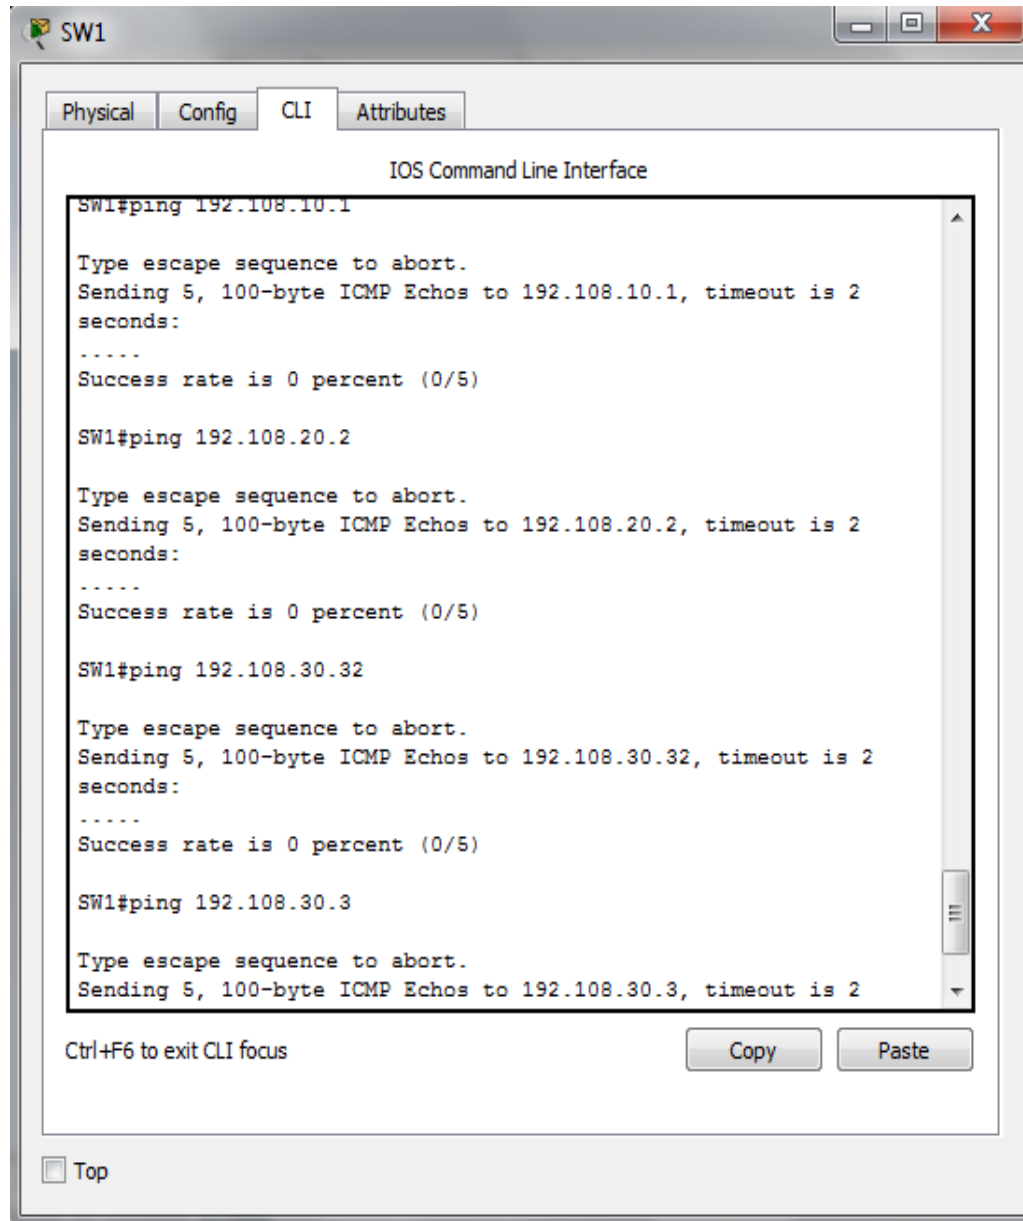 SW1
Physical Config CLI Attributes
IOS Command Line Interface
SW1#ping 192.108.10.1
Type escape sequence to abort.
Sending 5, 100-byte ICMP Echos to 192.108.10.1, timeout is 2
seconds:
.....
Success rate is 0 percent (0/5)
SW1#ping 192.108.20.2
Type escape sequence to abort.
Sending 5, 100-byte ICMP Echos to 192.108.20.2, timeout is 2
seconds:
.....
Success rate is 0 percent (0/5)
SW1#ping 192.108.30.32
Type escape sequence to abort.
Sending 5, 100-byte ICMP Echos to 192.108.30.32, timeout is 2
seconds:
.....
Success rate is 0 percent (0/5)
SW1#ping 192.108.30.3
Type escape sequence to abort.
Sending 5, 100-byte ICMP Echos to 192.108.30.3, timeout is 2
Ctrl+F6 to exit CLI focus
Copy Paste
Top